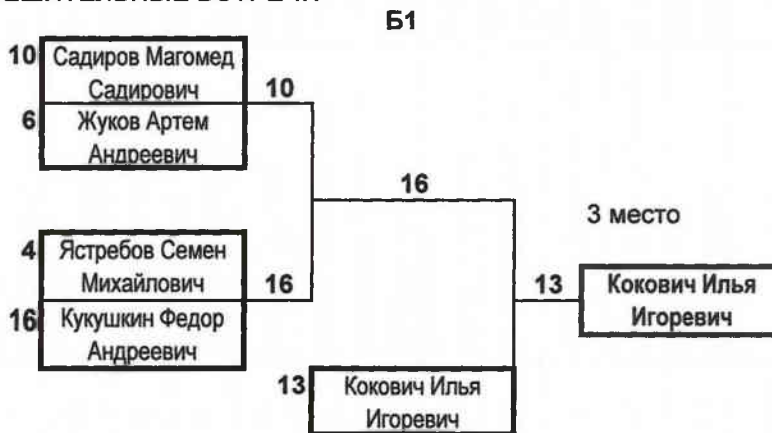 Б1
10 Садиров Магомед
Садирович
10
6 Жуков Артем
Андреевич
16
3 место
4 Ястребов Семен
Михайлович
16
13
Кокович Илья
Игоревич
16 Кукушкин Федор
Андреевич
13 Кокович Илья
Игоревич